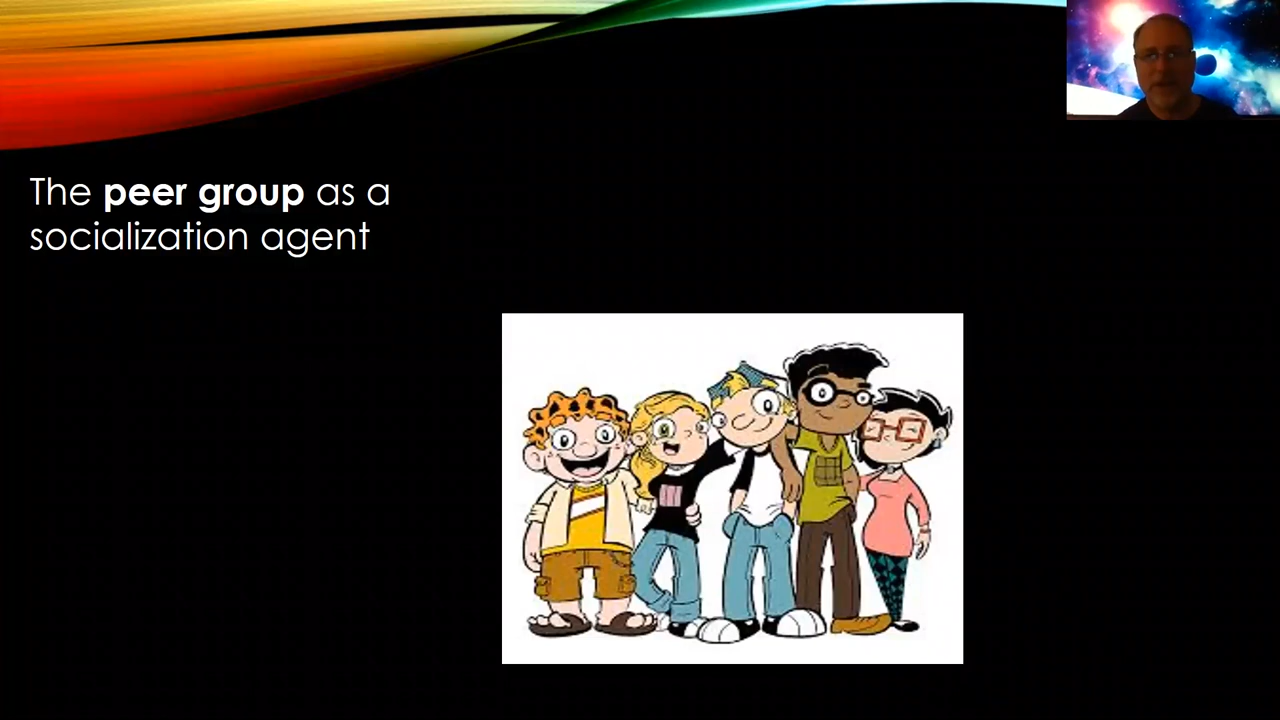 The peer group as a
socialization agent